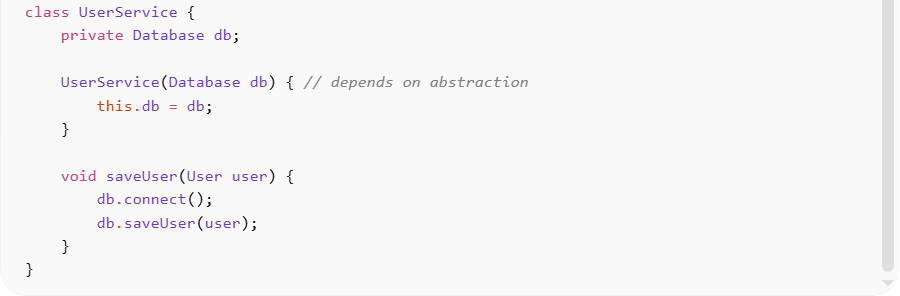 class UserService {
    private Database db;

    UserService(Database db) { // depends on abstraction
        this.db = db;
    }

    void saveUser(User user) {
        db.connect();
        db.saveUser(user);
    }
}